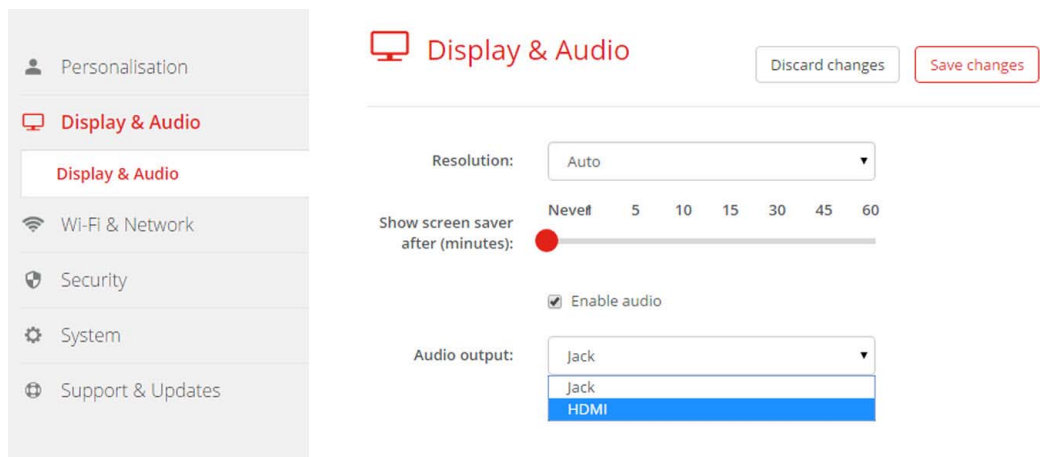 Personalisation
Display & Audio
Display & Audio
Wi-Fi & Network
Security
System
Support & Updates
Display & Audio
Discard changes
Save changes
Resolution:
Auto
Show screen saver
after (minutes):
Never 5 10 15 30 45 60
Enable audio
Audio output:
Jack
Jack
HDMI